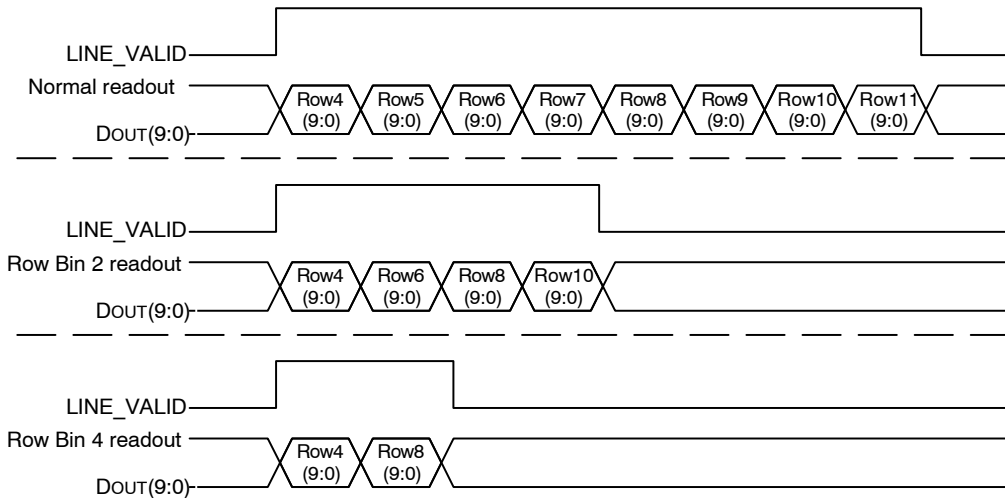 LINE_VALID
Normal readout
Row4 Row5 Row6 Row7 Row8 Row9 Row10 Row11
(9:0) (9:0) (9:0) (9:0) (9:0) (9:0) (9:0) (9:0)
DOUT(9:0)
LINE_VALID
Row Bin 2 readout
Row4 Row6 Row8 Row10
(9:0) (9:0) (9:0) (9:0)
DOUT(9:0)
LINE_VALID
Row Bin 4 readout
Row4 Row8
(9:0) (9:0)
DOUT(9:0)